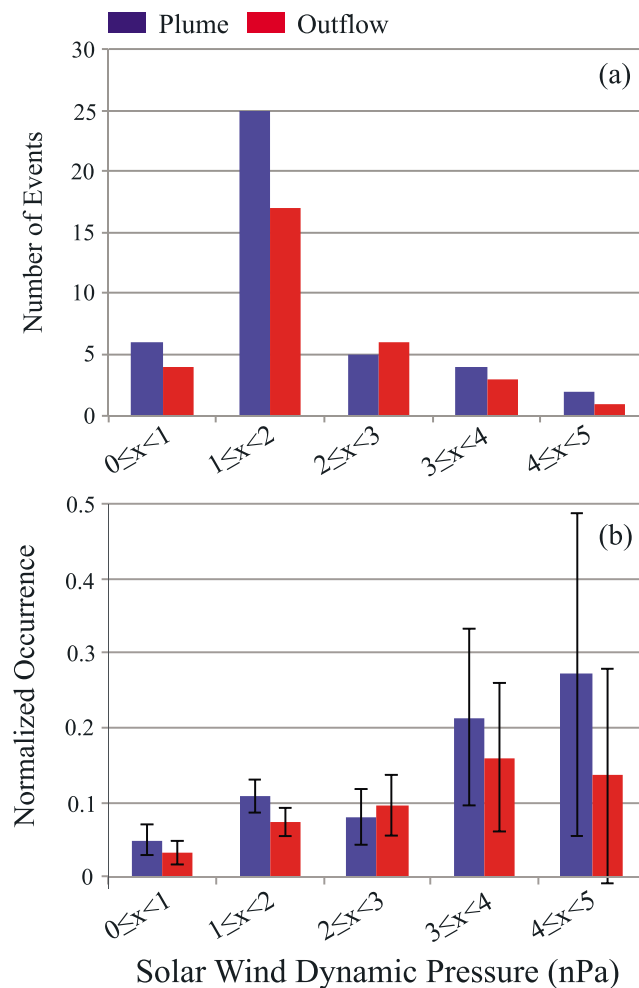 Plume Outflow
(a)
Number of Events
30
25
20
15
10
5
0
0≤x<1 1≤x<2 2≤x<3 3≤x<4 4≤x<5
(b)
Normalized Occurrence
0.5
0.4
0.3
0.2
0.1
0
0≤x<1 1≤x<2 2≤x<3 3≤x<4 4≤x<5
Solar Wind Dynamic Pressure (nPa)